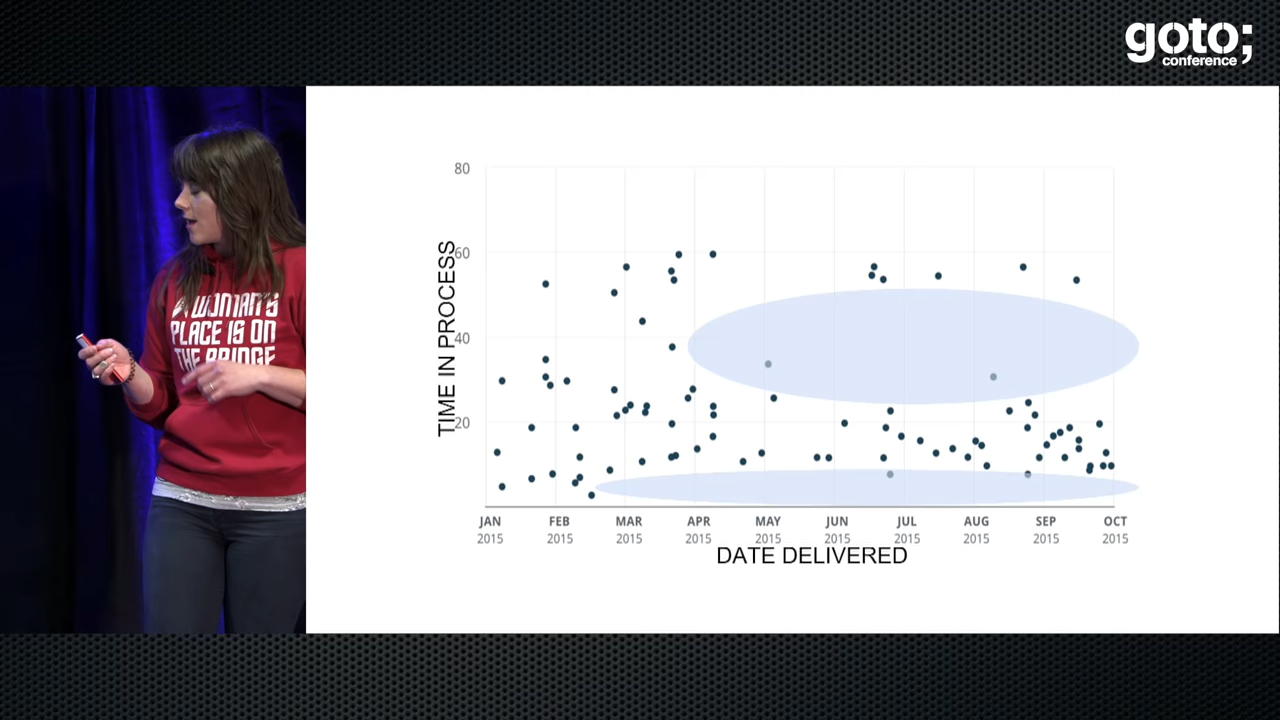 goto;
conference
A WOMAN'S
PLACE IS ON
THE BRIDGE
80
60
40
20
TIME IN PROCESS
JAN FEB MAR APR MAY JUN JUL AUG SEP OCT
2015 2015 2015 2015 2015 2015 2015 2015 2015 2015
DATE DELIVERED